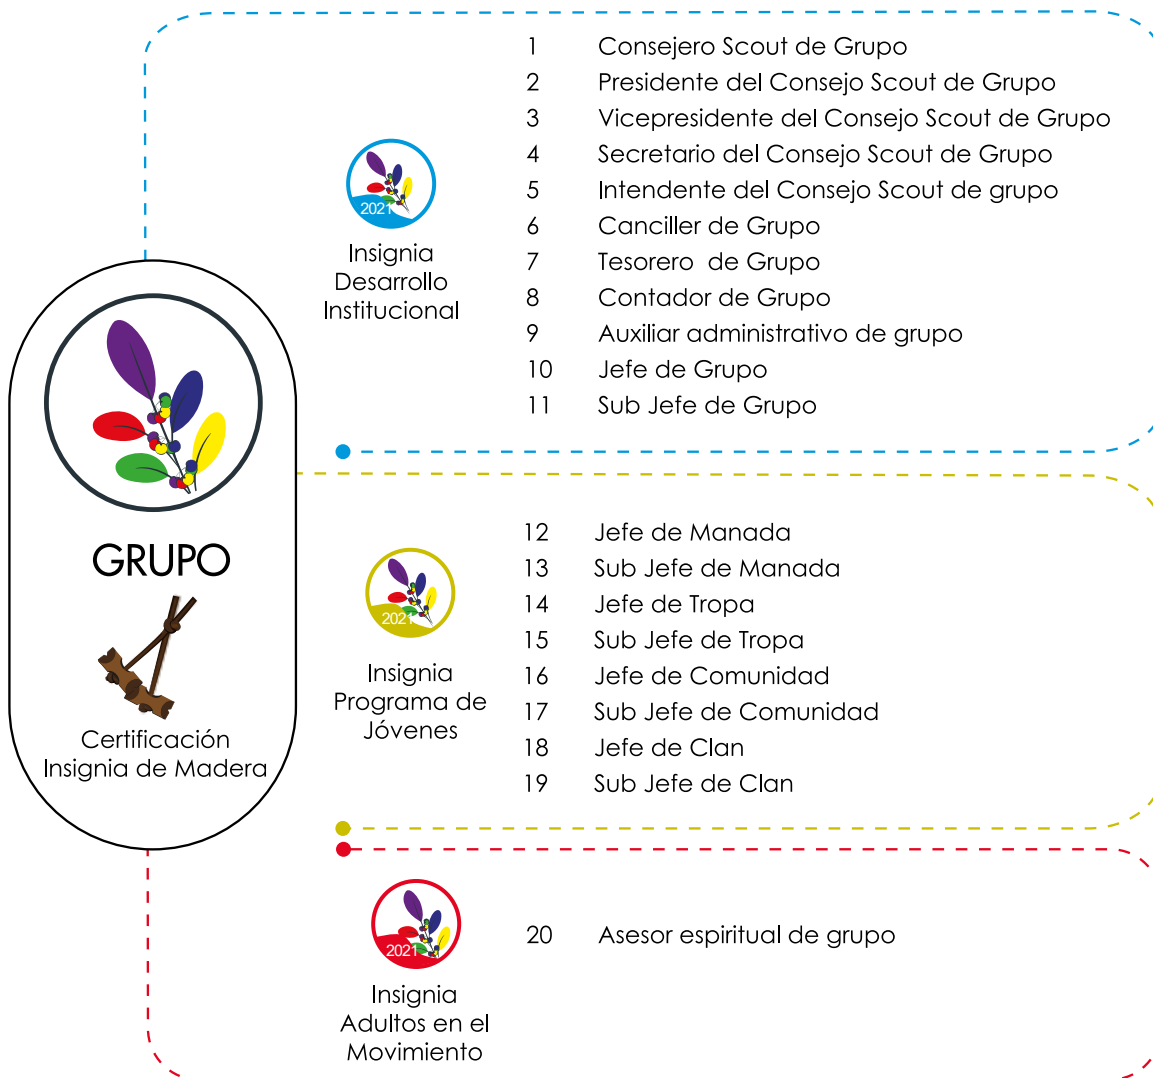 1 Consejero Scout de Grupo
2 Presidente del Consejo Scout de Grupo
3 Vicepresidente del Consejo Scout de Grupo
4 Secretario del Consejo Scout de Grupo
5 Intendente del Consejo Scout de grupo
6 Canciller de Grupo
7 Tesorero de Grupo
8 Contador de Grupo
9 Auxiliar administrativo de grupo
10 Jefe de Grupo
11 Sub Jefe de Grupo
2021
Insignia
Desarrollo
Institucional
GRUPO
Certificación
Insignia de Madera
12 Jefe de Manada
13 Sub Jefe de Manada
14 Jefe de Tropa
15 Sub Jefe de Tropa
16 Jefe de Comunidad
17 Sub Jefe de Comunidad
18 Jefe de Clan
19 Sub Jefe de Clan
2021
Insignia
Programa de
Jóvenes
20 Asesor espiritual de grupo
2021
Insignia
Adultos en el
Movimiento